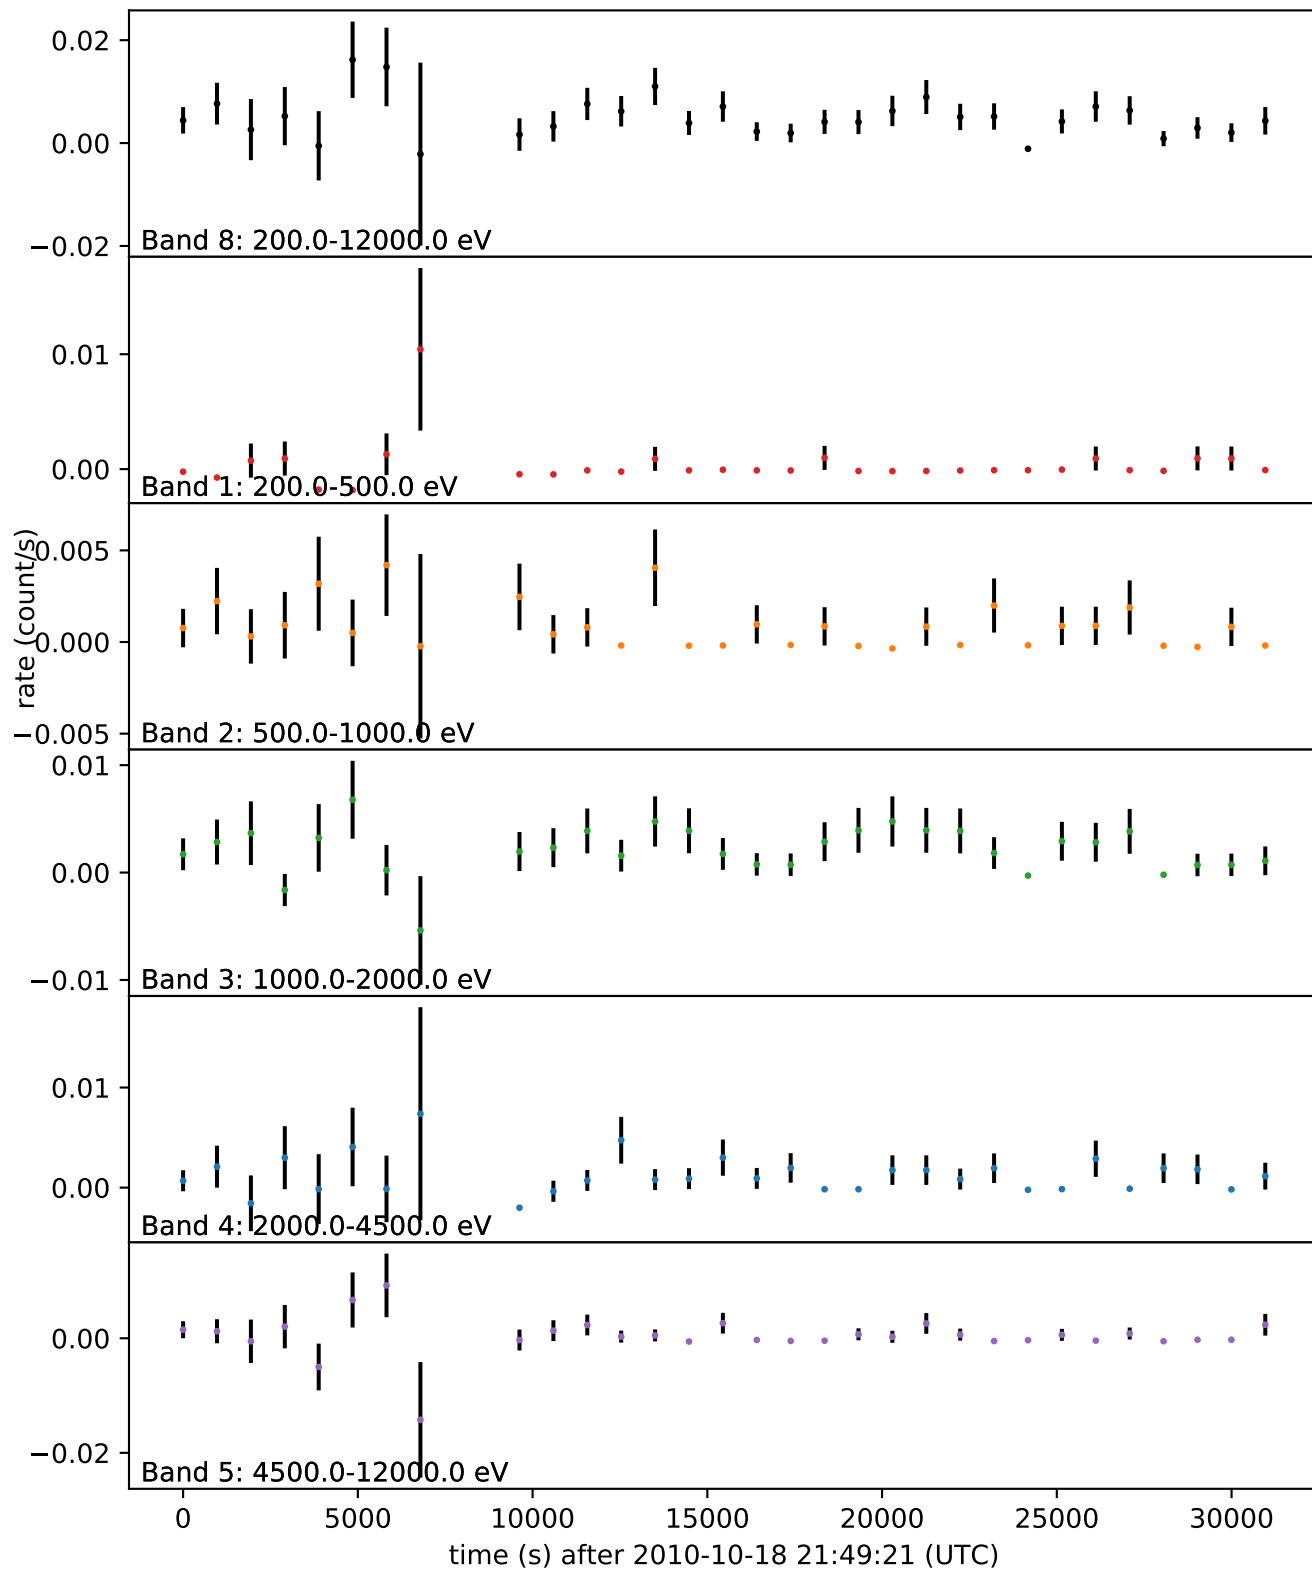 0.02
0.00
−0.02
Band 8: 200.0-12000.0 eV
0.01
0.00
Band 1: 200.0-500.0 eV
rate (count/s)
0.005
0.000
−0.005
Band 2: 500.0-1000.0 eV
0.01
0.00
−0.01
Band 3: 1000.0-2000.0 eV
0.01
0.00
Band 4: 2000.0-4500.0 eV
0.00
−0.02
Band 5: 4500.0-12000.0 eV
0 5000 10000 15000 20000 25000 30000
time (s) after 2010-10-18 21:49:21 (UTC)